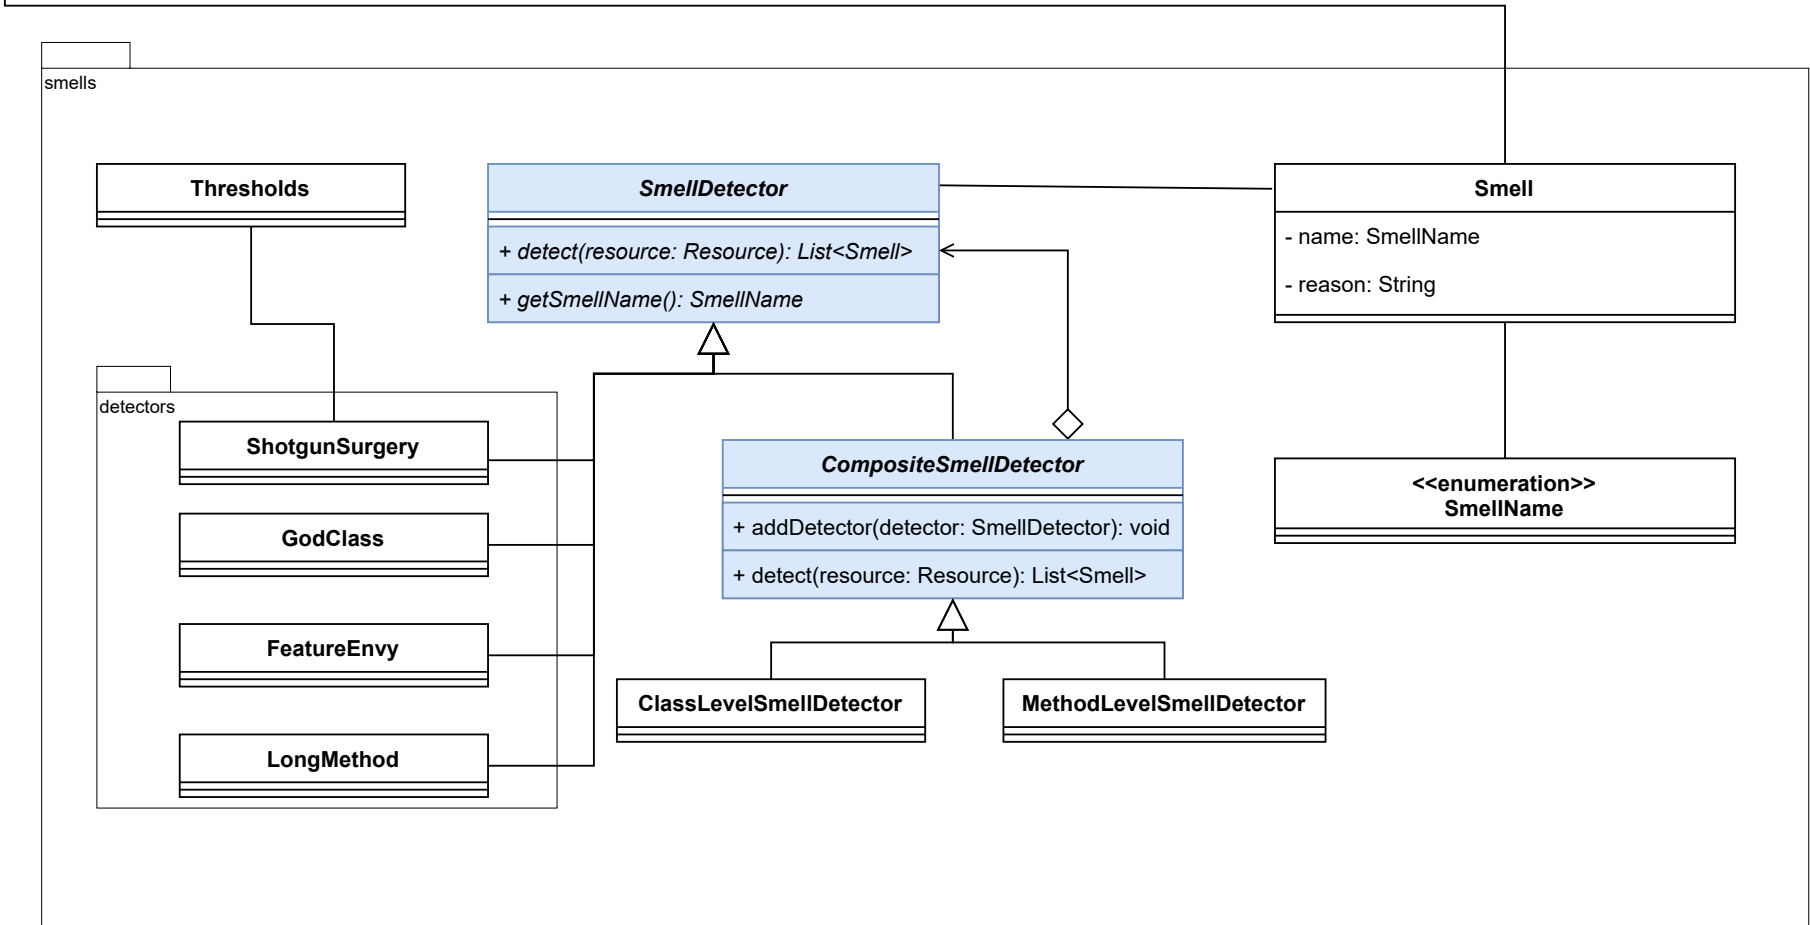 smells
Thresholds
SmellDetector
+ detect(resource: Resource): List<Smell>
+ getSmellName(): SmellName
Smell
- name: SmellName
- reason: String
detectors
ShotgunSurgery
GodClass
FeatureEnvy
LongMethod
CompositeSmellDetector
+ addDetector(detector: SmellDetector): void
+ detect(resource: Resource): List<Smell>
<<enumeration>>
SmellName
ClassLevelSmellDetector
MethodLevelSmellDetector